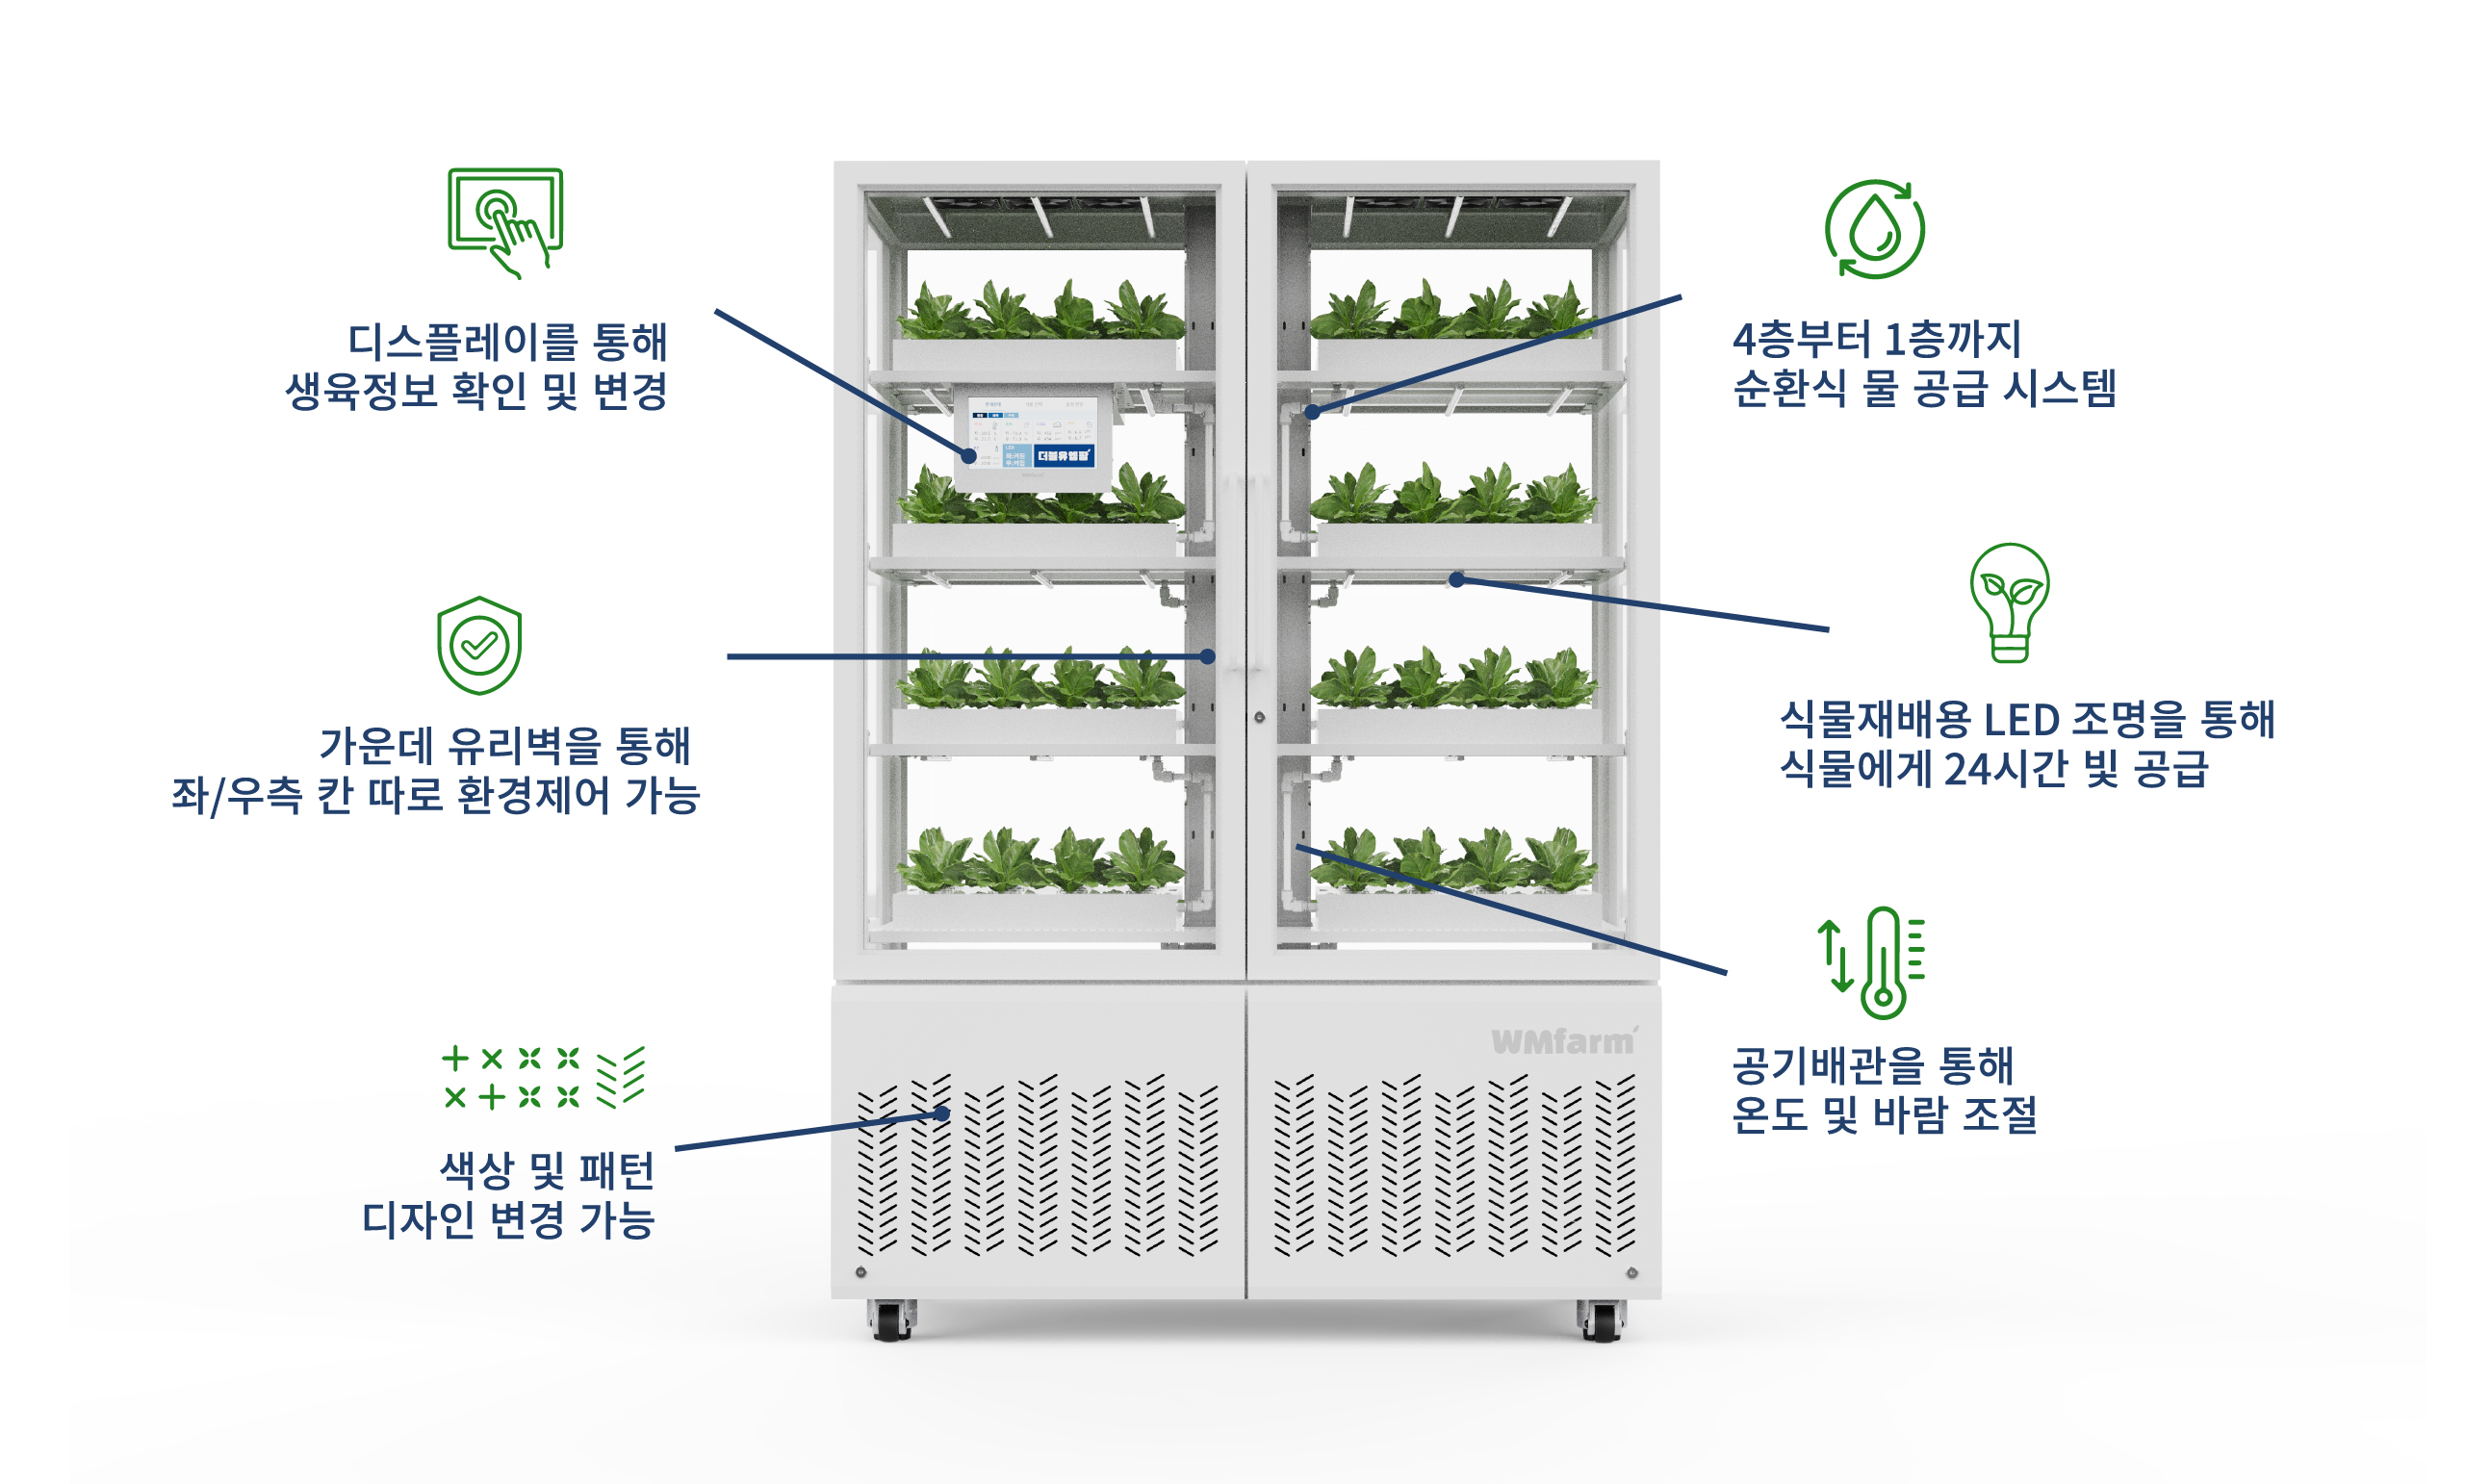 디스플레이를 통해
생육정보 확인 및 변경
가운데 유리벽을 통해
좌/우측 칸 따로 환경제어 가능
색상 및 패턴
디자인 변경 가능
더블유엠팜
WMfarm
4층부터 1층까지
순환식 물 공급 시스템
식물재배용 LED 조명을 통해
식물에게 24시간 빛 공급
공기배관을 통해
온도 및 바람 조절